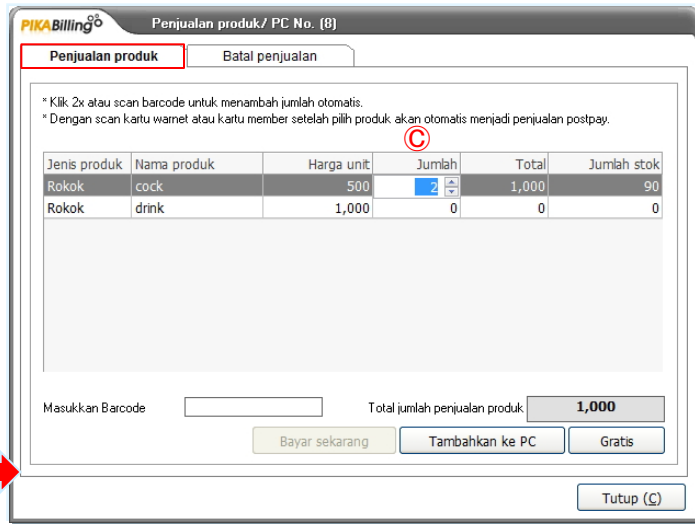 PIKABilling Penjualan produk/ PC No. (8)
Penjualan produk Batal penjualan
* Klik 2x atau scan barcode untuk menambah jumlah otomatis.
* Dengan scan kartu warnet atau kartu member setelah pilih produk akan otomatis menjadi penjualan postpay.
Ⓒ
Jenis produk Nama produk Harga unit Jumlah Total Jumlah stok
Rokok cock 500 2 1,000 90
Rokok drink 1,000 0 0 0
Masukkan Barcode Total jumlah penjualan produk 1,000
Bayar sekarang Tambahkan ke PC Gratis
Tutup (C)